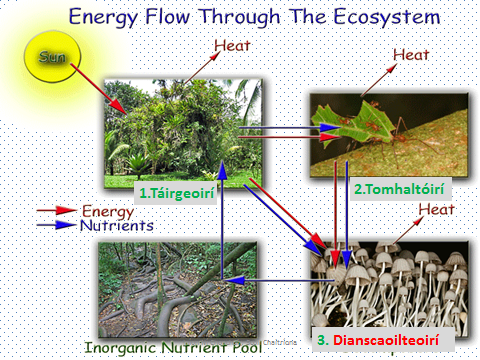 Energy Flow Through The Ecosystem
Sun
Heat
Heat
1.Táirgeoirí
2.Tomhaltóirí
Energy
Nutrients
Heat
3. Dianscaoilteoirí
Inorganic Nutrient Pool